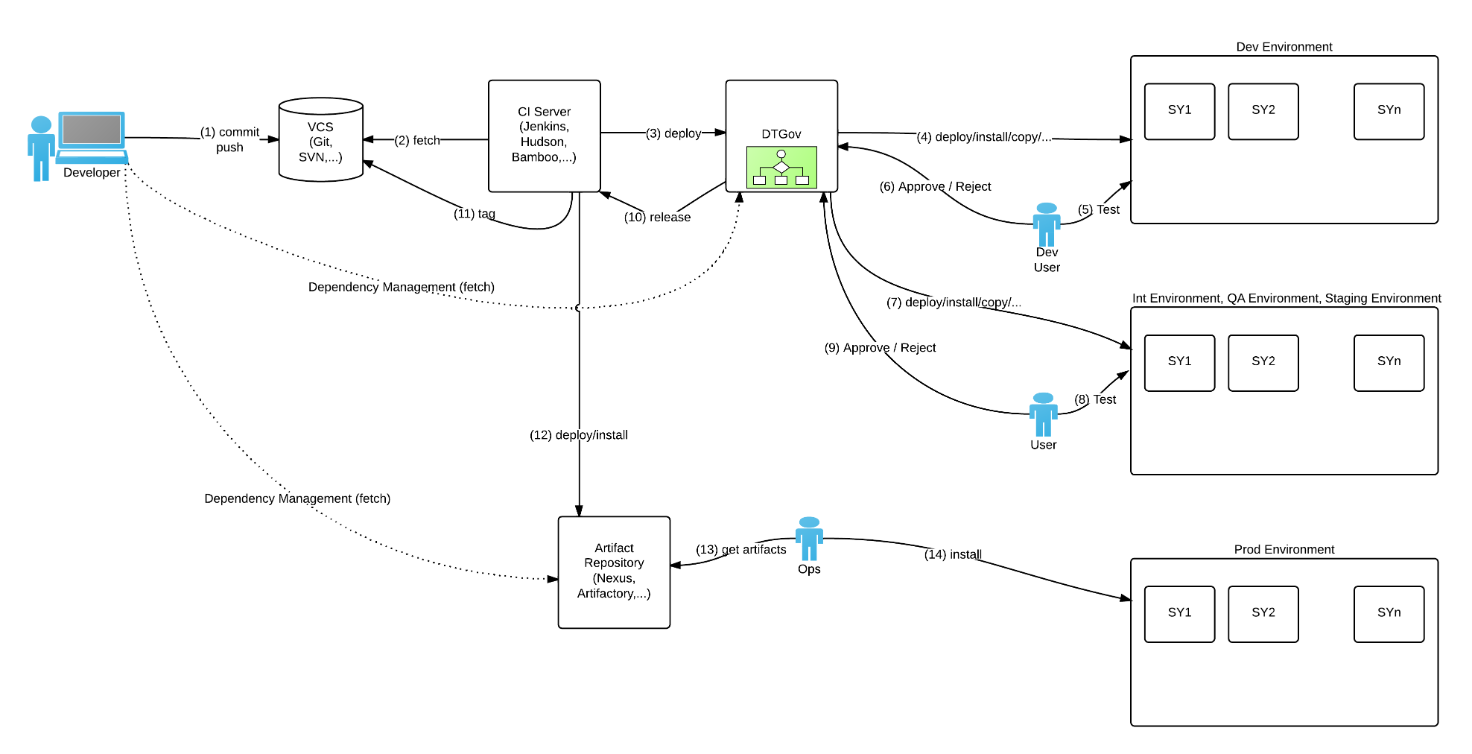 Dev Environment
SY1
SY2
SYn
(1) commit
push
VCS
(Git,
SVN,...)
(2) fetch
CI Server
(Jenkins,
Hudson,
Bamboo,...)
(3) deploy
DTGov
(4) deploy/install/copy/...
Developer
(6) Approve / Reject
(5) Test
(11) tag
(10) release
Dev
User
Dependency Management (fetch)
Int Environment, QA Environment, Staging Environment
(7) deploy/install/copy/...
SY1
SY2
SYn
(9) Approve / Reject
(8) Test
User
(12) deploy/install
Dependency Management (fetch)
Artifact
Repository
(Nexus,
Artifactory,...)
(13) get artifacts
Ops
(14) install
Prod Environment
SY1
SY2
SYn